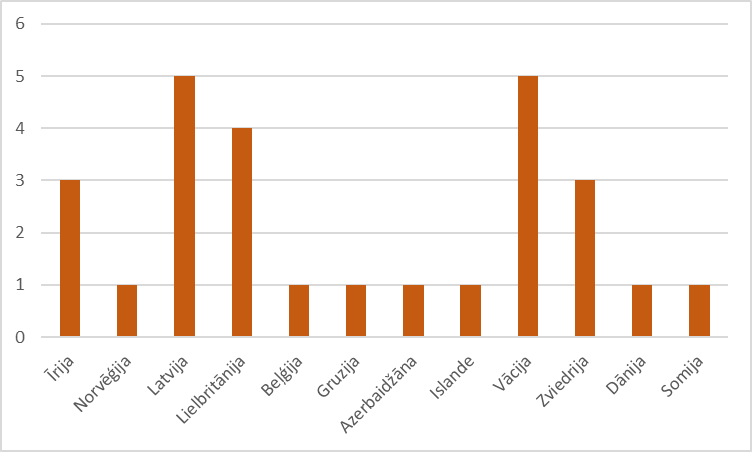 6
5
4
3
2
1
0
Īrija
Norvēģija
Latvija
Lielbritānija
Beļģija
Gruzija
Azerbaidžāna
Islande
Vācija
Zviedrija
Dānija
Somija